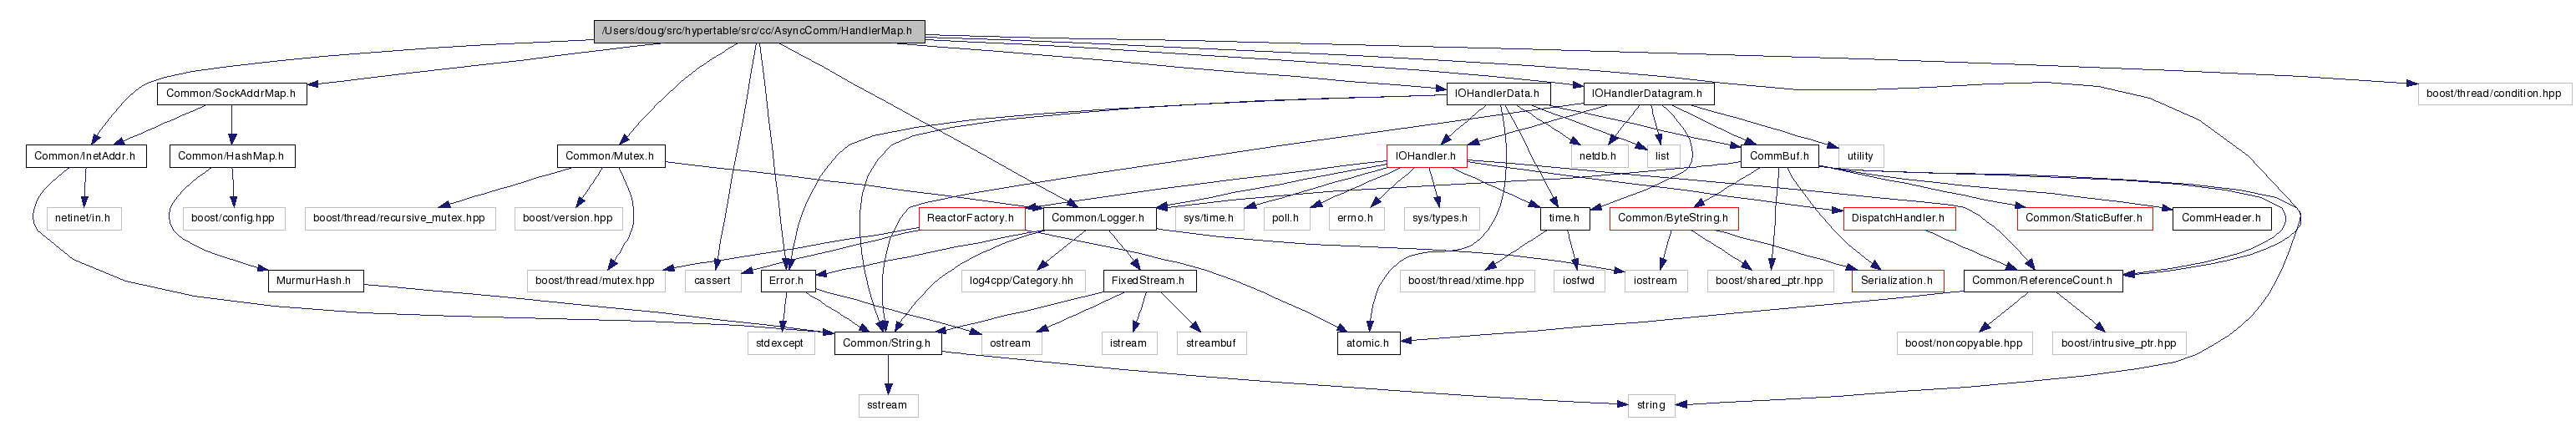 /Users/doug/src/hypertable/src/cc/AsyncComm/HandlerMap.h
Common/SockAddrMap.h
IOHandlerData.h
IOHandlerDatagram.h
boost/thread/condition.hpp
Common/InetAddr.h
Common/HashMap.h
Common/Mutex.h
IOHandler.h
netdb.h
list
CommBuf.h
utility
netinet/in.h
boost/config.hpp
boost/thread/recursive_mutex.hpp
boost/version.hpp
ReactorFactory.h
Common/Logger.h
sys/time.h
poll.h
errno.h
sys/types.h
time.h
Common/ByteString.h
DispatchHandler.h
Common/StaticBuffer.h
CommHeader.h
MurmurHash.h
boost/thread/mutex.hpp
cassert
Error.h
log4cpp/Category.hh
FixedStream.h
boost/thread/xtime.hpp
iosfwd
iostream
boost/shared_ptr.hpp
Serialization.h
Common/ReferenceCount.h
stdexcept
Common/String.h
ostream
istream
streambuf
atomic.h
boost/noncopyable.hpp
boost/intrusive_ptr.hpp
sstream
string